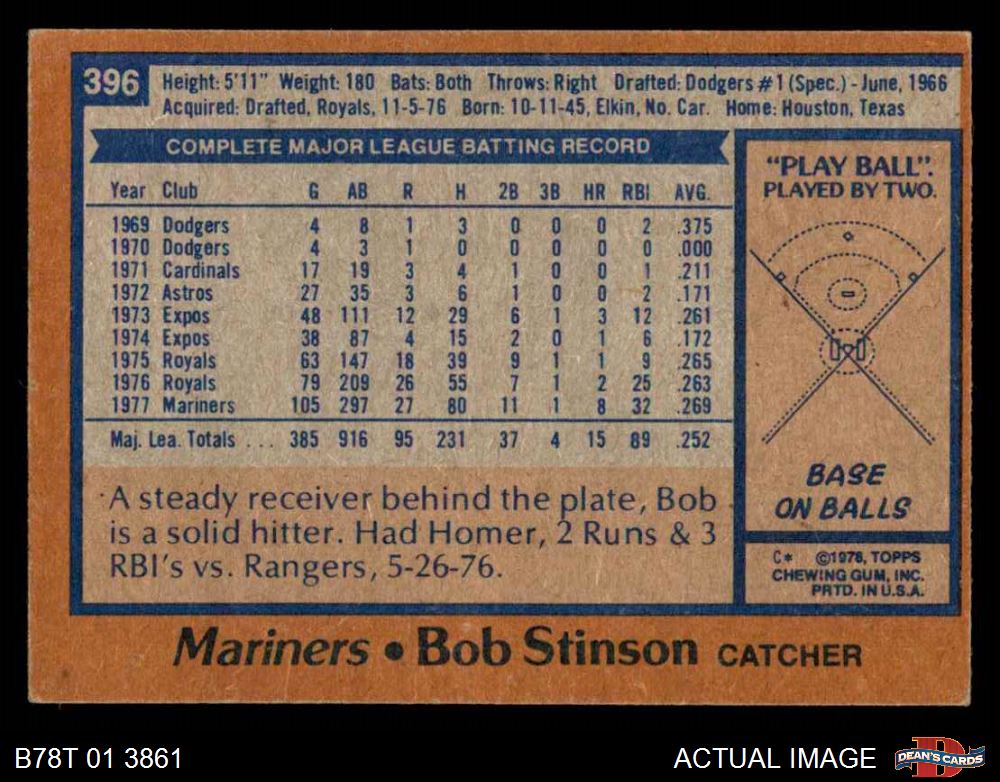 396
Height: 5'11" Weight: 180 Bats: Both Throws: Right Drafted: Dodgers #1 (Spec.) - June, 1966
Acquired: Drafted, Royals, 11-5-76 Born: 10-11-45, Elkin, No. Car. Home: Houston, Texas
COMPLETE MAJOR LEAGUE BATTING RECORD
Year Club G AB R H 2B 3B HR RBI AVG.
1969 Dodgers 4 8 1 3 0 0 0 2 .375
1970 Dodgers 4 3 1 0 0 0 0 0 .000
1971 Cardinals 17 19 3 4 1 0 0 1 .211
1972 Astros 27 35 3 6 1 0 0 2 .171
1973 Expos 48 111 12 29 6 1 3 12 .261
1974 Expos 38 87 4 15 2 0 1 6 .172
1975 Royals 63 147 18 39 9 1 1 9 .265
1976 Royals 79 209 26 55 7 1 2 25 .263
1977 Mariners 105 297 27 80 11 1 8 32 .269
Maj. Lea. Totals ... 385 916 95 231 37 4 15 89 .252
A steady receiver behind the plate, Bob
is a solid hitter. Had Homer, 2 Runs & 3
RBI's vs. Rangers, 5-26-76.
"PLAY BALL".
PLAYED BY TWO.
BASE
ON BALLS
C* ©1978, TOPPS
CHEWING GUM, INC.
PRTD. IN U.S.A.
Mariners • Bob Stinson CATCHER
B78T 01 3861
ACTUAL IMAGE
D
DEAN'S CARDS